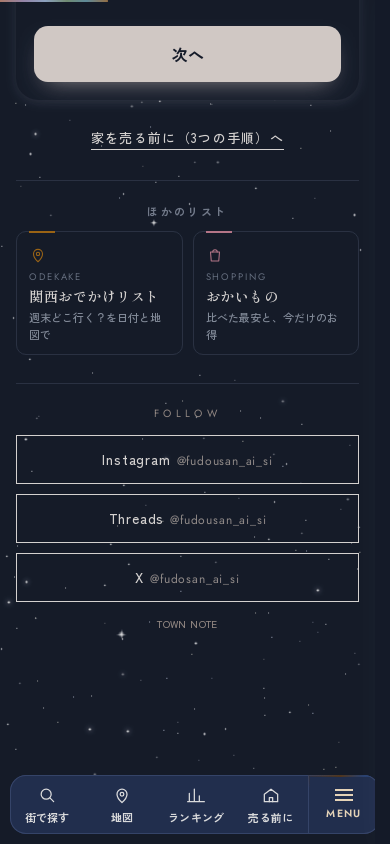 次へ
家を売る前に（3つの手順）へ
ほかのリスト
ODEKAKE
関西おでかけリスト
週末どこ行く？を日付と地
図で
SHOPPING
おかいもの
比べた最安と、今だけのお
得
FOLLOW
Instagram @fudousan_ai_si
Threads @fudousan_ai_si
X @fudosan_ai_si
TOWN NOTE
街で探す
地図
ランキング
売る前に
MENU